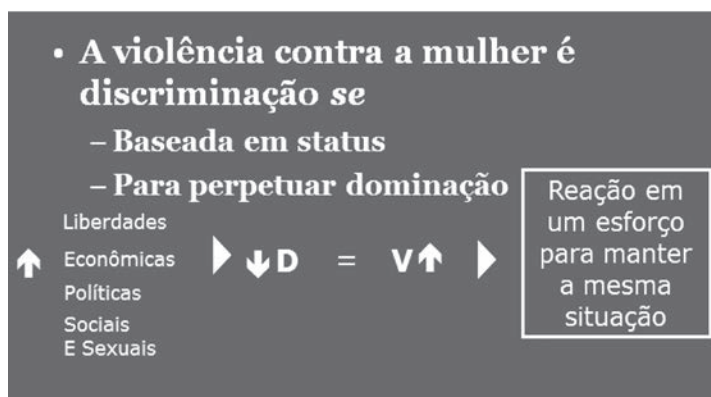 • A violência contra a mulher é
discriminação se
– Baseada em status
– Para perpetuar dominação
Liberdades
Econômicas
Políticas
Sociais
E Sexuais
D = V
Reação em
um esforço
para manter
a mesma
situação